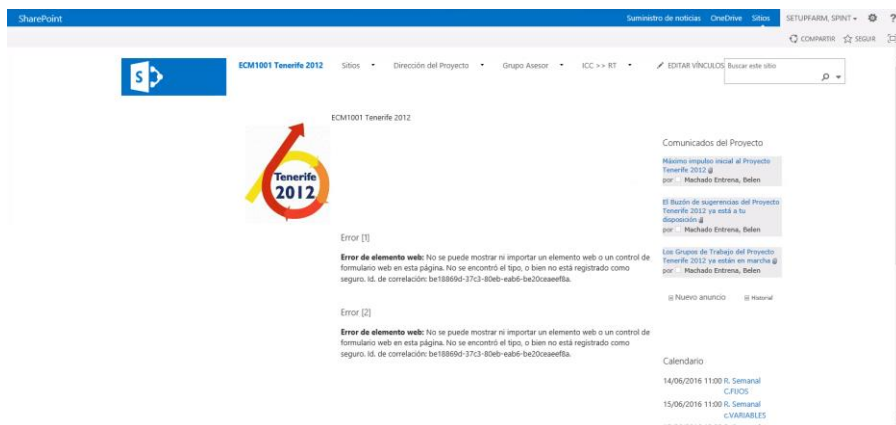 SharePoint
Suministro de noticias OneDrive Sitios SETUPFARM, SPINT ?
COMPARTIR SEGUIR
ECM1001 Tenerife 2012 Sitios Dirección del Proyecto Grupo Asesor ICC >> RT EDITAR VÍNCULOS Buscar este sitio
S
ECM1001 Tenerife 2012
Tenerife
2012
Comunicados del Proyecto
Máximo impulso inicial al Proyecto
Tenerife 2012
por Machado Entrena, Belen
El Buzón de sugerencias del Proyecto
Tenerife 2012 ya está a tu
disposición
por Machado Entrena, Belen
Los Grupos de Trabajo del Proyecto
Tenerife 2012 ya están en marcha
por Machado Entrena, Belen
Nuevo anuncio Historial
Error [1]
Error de elemento web: No se puede mostrar ni importar un elemento web o un control de
formulario web en esta página. No se encontró el tipo, o bien no está registrado como
seguro. Id. de correlación: be18869d-37c3-80eb-eab6-be20ceaeef8a.
Error [2]
Error de elemento web: No se puede mostrar ni importar un elemento web o un control de
formulario web en esta página. No se encontró el tipo, o bien no está registrado como
seguro. Id. de correlación: be18869d-37c3-80eb-eab6-be20ceaeef8a.
Calendario
14/06/2016 11:00 R. Semanal
C.FIJOS
15/06/2016 11:00 R. Semanal
c.VARIABLES